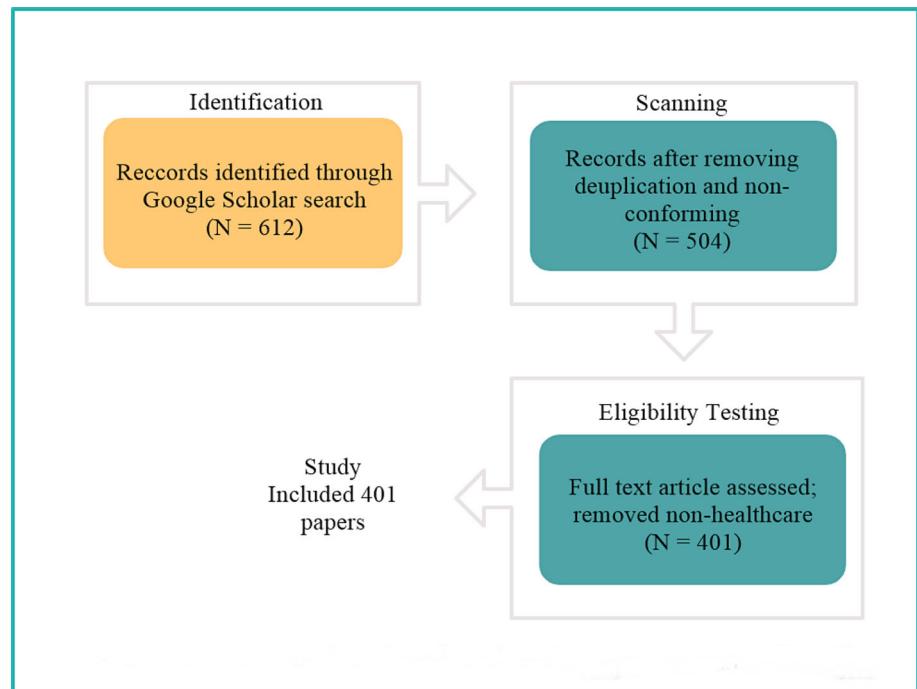 Identification
Reccords identified through
Google Scholar search
(N = 612)
Scanning
Records after removing
deuplication and non-
conforming
(N = 504)
Eligibility Testing
Full text article assessed;
removed non-healthcare
(N = 401)
Study
Included 401
papers